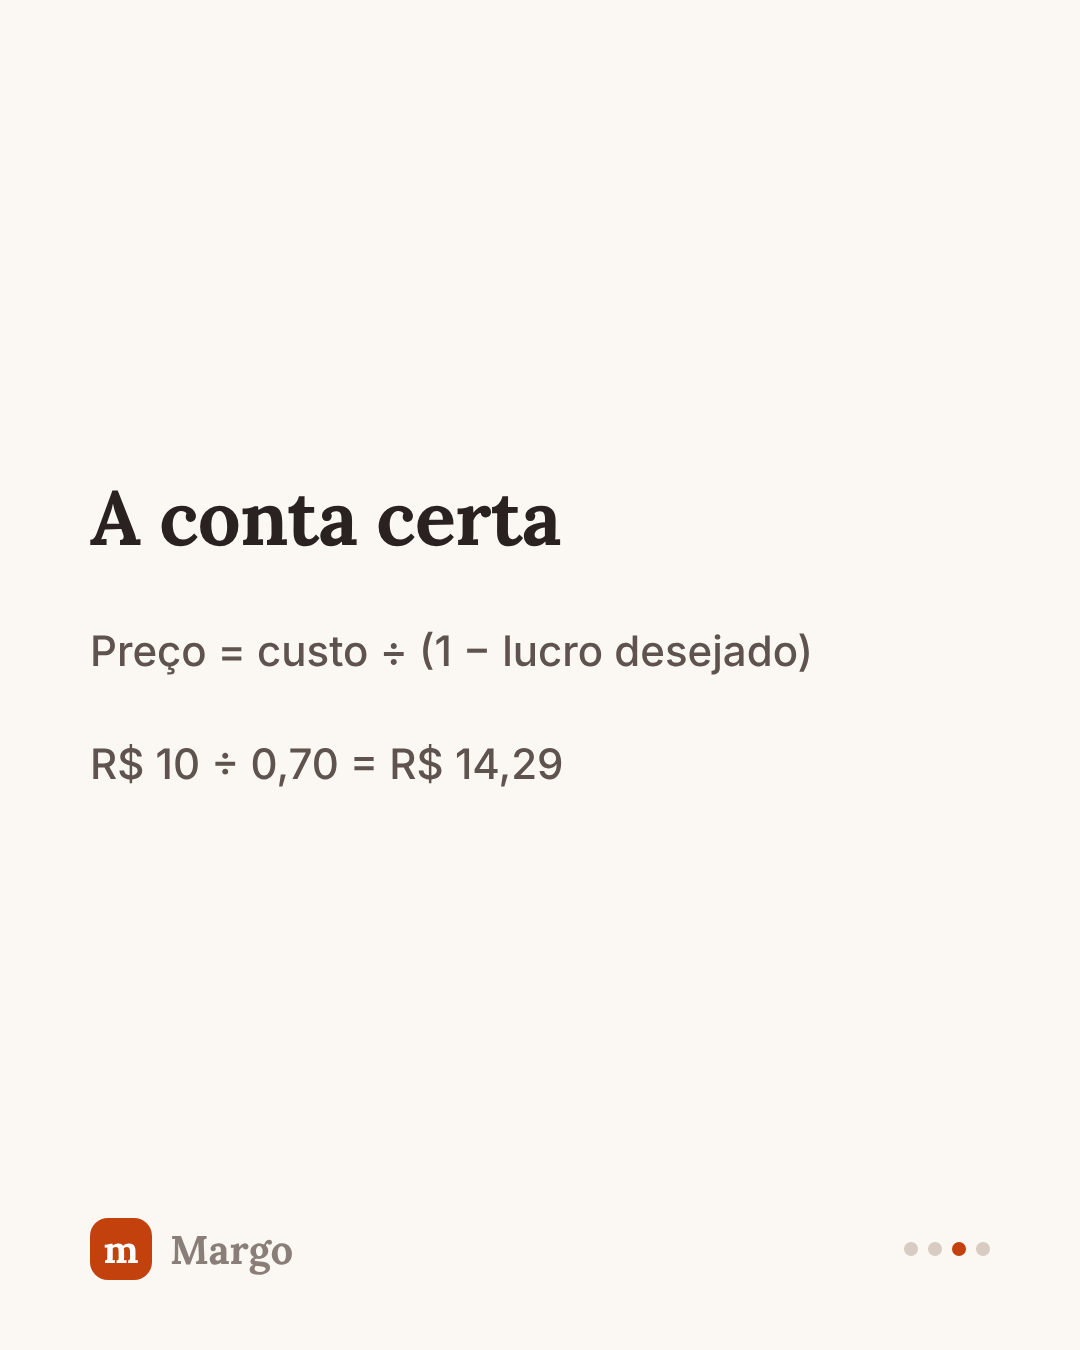 A conta certa
Preço = custo ÷ (1 − lucro desejado)
R$ 10 ÷ 0,70 = R$ 14,29
m Margo